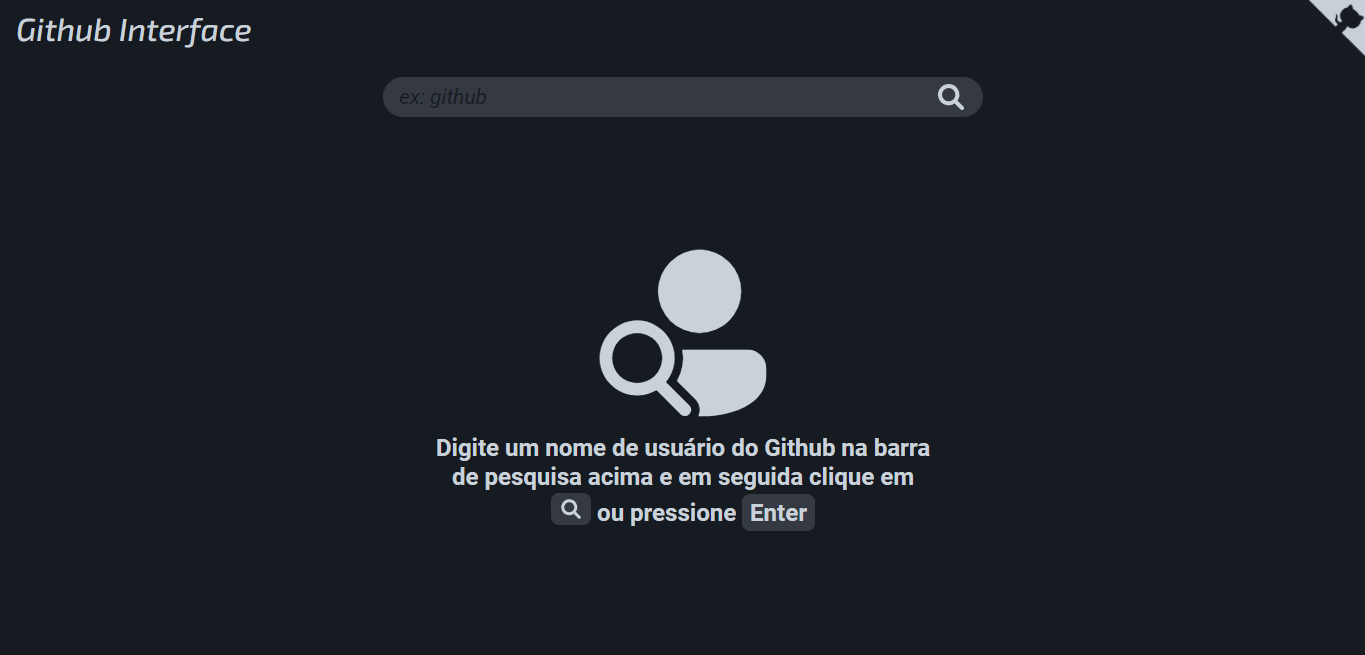 Github Interface
ex: github
Digite um nome de usuário do Github na barra
de pesquisa acima e em seguida clique em
ou pressione Enter